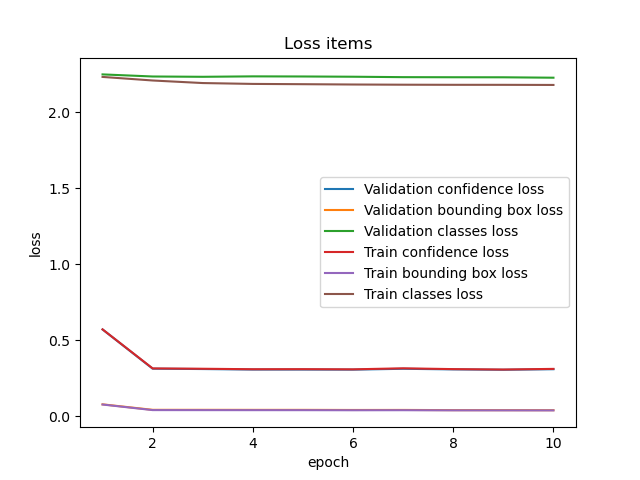 Loss items
2.0
1.5
1.0
0.5
0.0
loss
Validation confidence loss
Validation bounding box loss
Validation classes loss
Train confidence loss
Train bounding box loss
Train classes loss
2 4 6 8 10
epoch